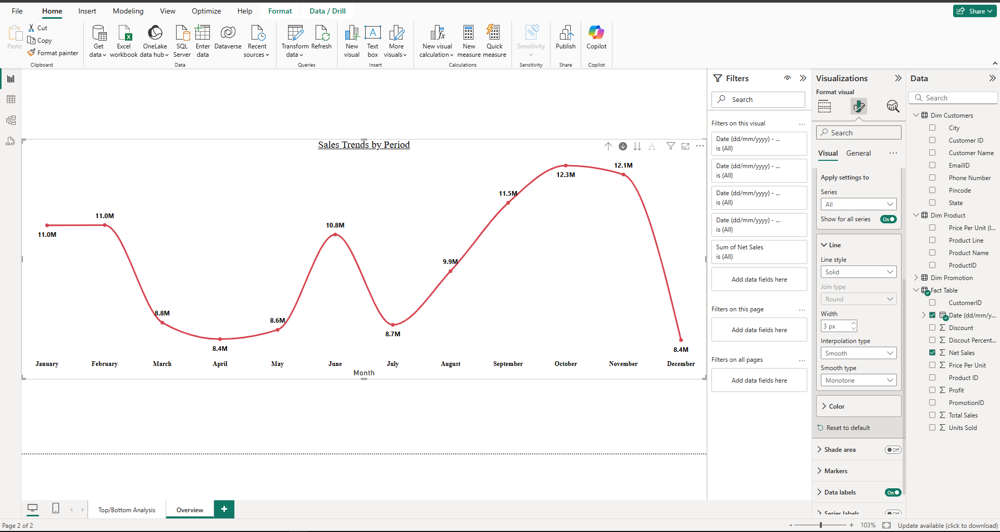 File Home Insert Modeling View Optimize Help Format Data / Drill Share
Paste Cut Copy Format painter
Clipboard
Get data Excel workbook OneLake data hub SQL Server Enter data Dataverse Recent sources
Data
Transform data Refresh
Queries
New visual Text box More visuals
Insert
New visual calculation New measure Quick measure
Calculations
Sensitivity
Sensitivity
Publish
Share
Copilot
Copilot
Sales Trends by Period
11.0M
11.0M
8.8M
8.4M
8.6M
10.8M
8.7M
9.9M
11.5M
12.3M
12.1M
8.4M
January February March April May June July August September October November December
Month
Filters
Search
Filters on this visual ...
Date (dd/mm/yyyy) - ...
is (All)
Date (dd/mm/yyyy) - ...
is (All)
Date (dd/mm/yyyy) - ...
is (All)
Date (dd/mm/yyyy) - ...
is (All)
Sum of Net Sales
is (All)
Add data fields here
Filters on this page ...
Add data fields here
Filters on all pages ...
Add data fields here
Visualizations
Format visual
Search
Visual General ...
Apply settings to
Series
All
Show for all series On
Line
Line style
Solid
Join type
Round
Width
3 px
Interpolation type
Smooth
Smooth type
Monotone
Color
Reset to default
Shade area Off
Markers
Data labels On
Series labels Off
Data
Search
Dim Customers
City
Customer ID
Customer Name
EmailID
Phone Number
Pincode
State
Dim Product
Price Per Unit (I...
Product Line
Product Name
ProductID
Dim Promotion
Fact Table
CustomerID
Date (dd/mm/y...
Discount
Discout Percent...
Net Sales
Price Per Unit
Product ID
Profit
PromotionID
Total Sales
Units Sold
Top/Bottom Analysis Overview +
Page 2 of 2
- + 103% Update available (click to download)